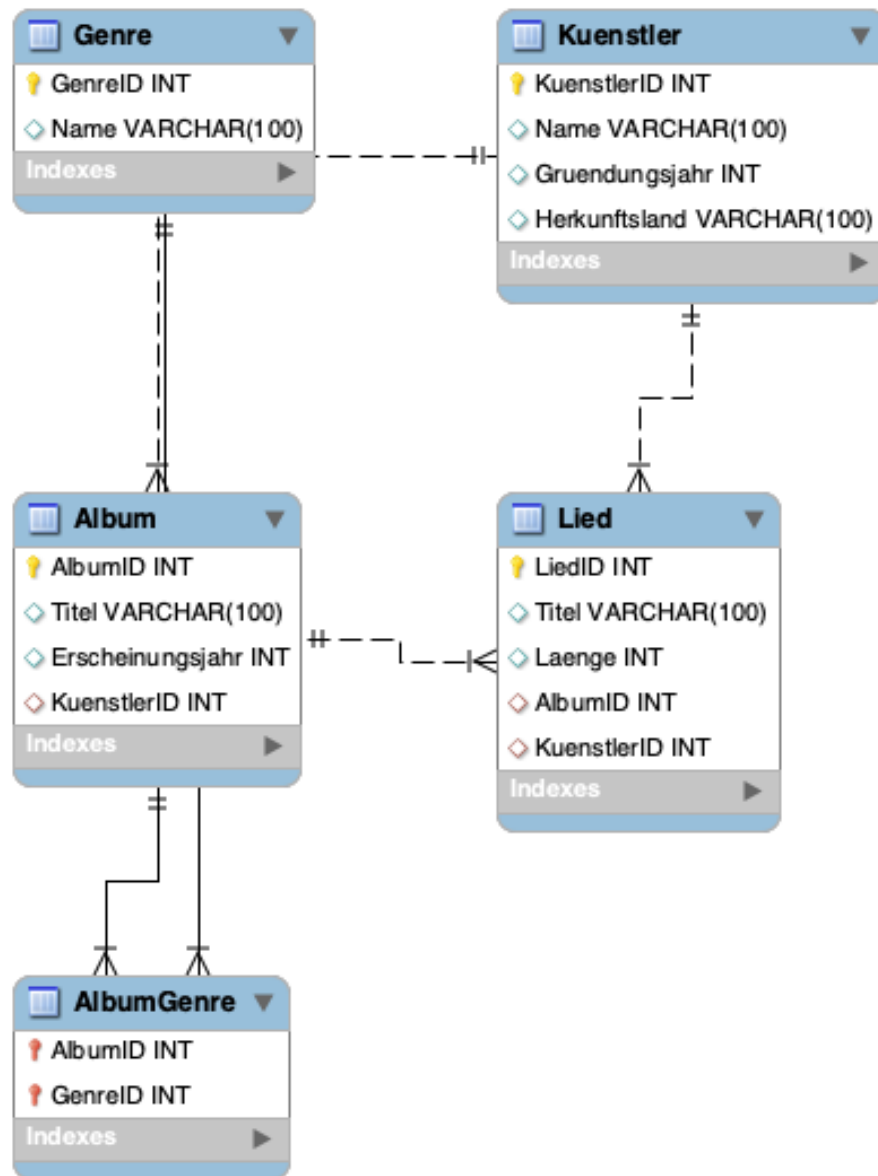 Genre
GenreID INT
Name VARCHAR(100)
Indexes
Kuenstler
KuenstlerID INT
Name VARCHAR(100)
Gruendungsjahr INT
Herkunftsland VARCHAR(100)
Indexes
Album
AlbumID INT
Titel VARCHAR(100)
Erscheinungsjahr INT
KuenstlerID INT
Indexes
Lied
LiedID INT
Titel VARCHAR(100)
Laenge INT
AlbumID INT
KuenstlerID INT
Indexes
AlbumGenre
AlbumID INT
GenreID INT
Indexes